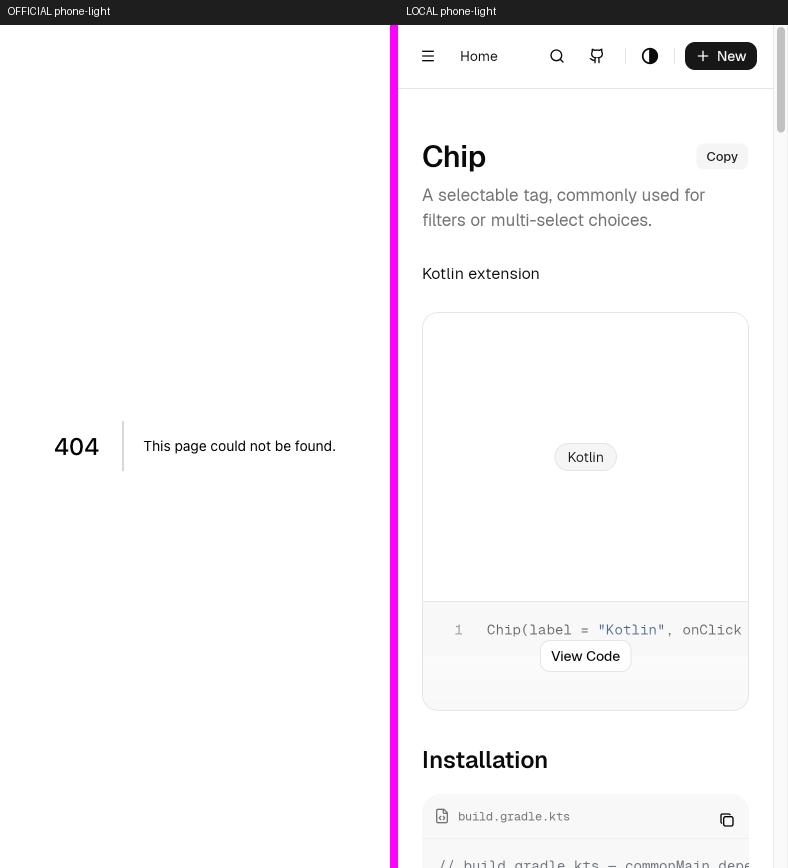 OFFICIAL phone-light
LOCAL phone-light
404
This page could not be found.
Home
New
Chip
Copy
A selectable tag, commonly used for
filters or multi-select choices.
Kotlin extension
Kotlin
1 Chip(label = "Kotlin", onClick
View Code
Installation
build.gradle.kts
// build.gradle.kts — commonMain depe